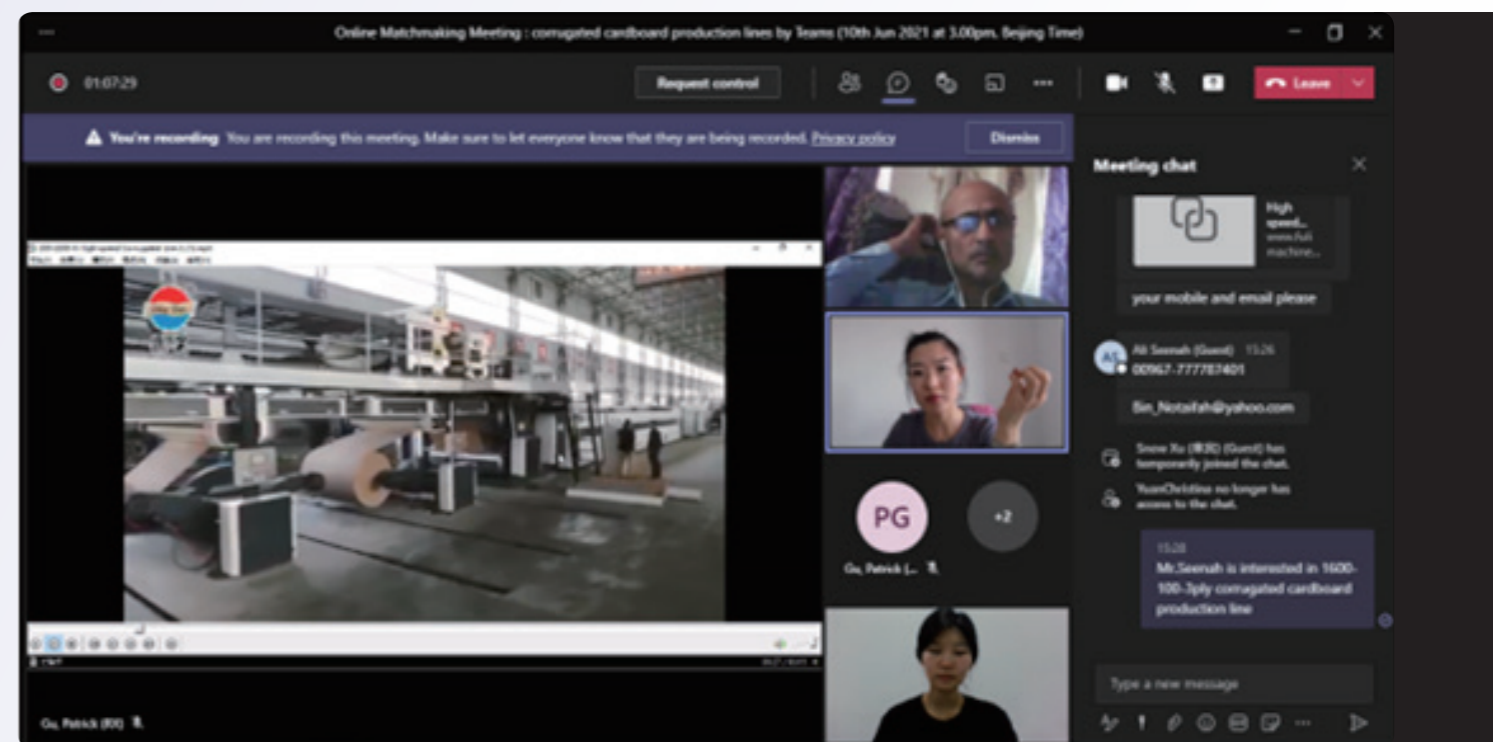 Online Matchmaking Meeting : corrugated cardboard production lines by Teams (10th Jun 2021 at 3.00pm. Beijing Time)
01:07:29
Request control
Leave
You're recording You are recording this meeting. Make sure to let everyone know that they are being recorded. Privacy policy
Dismiss
Meeting chat
High
speed...
machine...
your mobile and email please
AS
Ali Seenah (Guest) 15:26
00967-777787401
Bin_Notaifah@yahoo.com
Snow Xu (Guest) has
temporarily joined the chat.
YuanChristina no longer has
access to the chat.
15:28
Mr.Seenah is interested in 1600-
100-3ply corrugated cardboard
production line
PG
+2
Gu, Patrick (...
Type a new message
Gu, Patrick (RX)